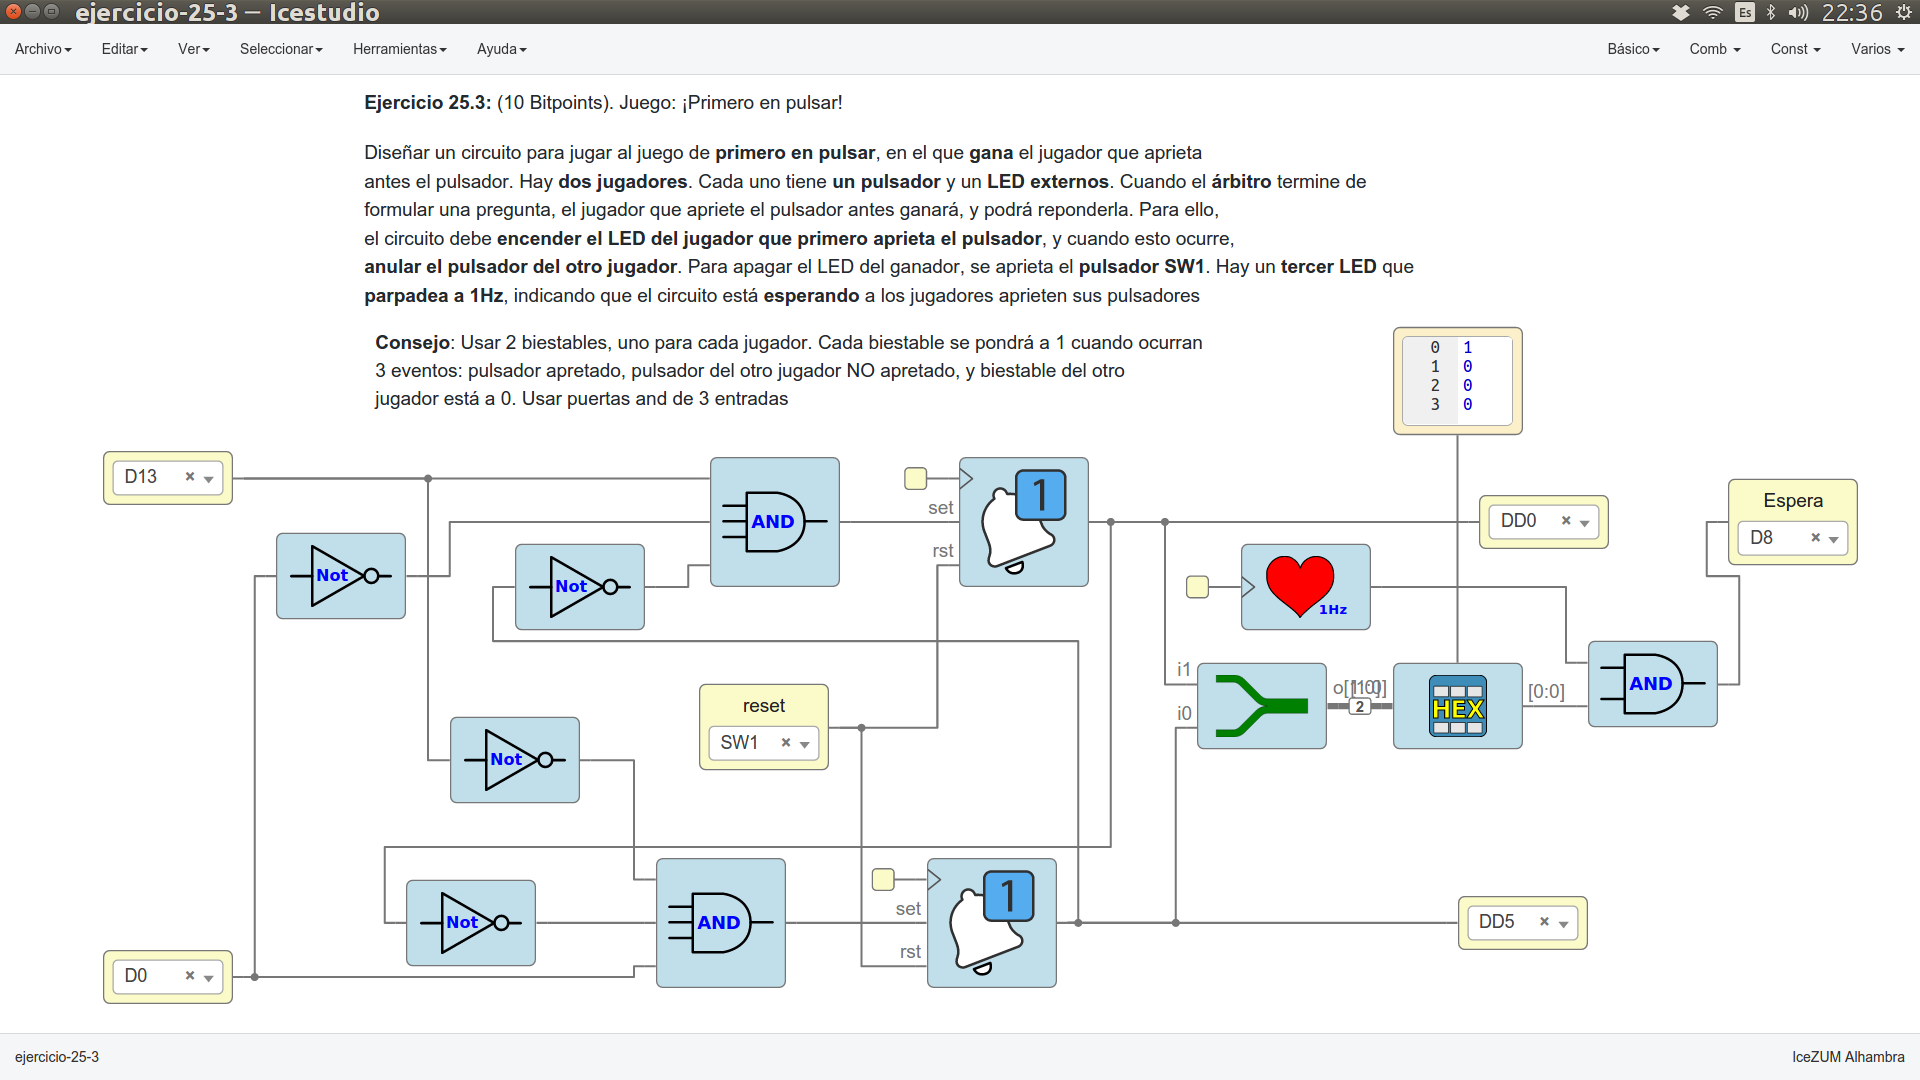 ejercicio-25-3 — Icestudio
Es
22:36
Archivo
Editar
Ver
Seleccionar
Herramientas
Ayuda
Básico
Comb
Const
Varios
Ejercicio 25.3: (10 Bitpoints). Juego: ¡Primero en pulsar!
Diseñar un circuito para jugar al juego de primero en pulsar, en el que gana el jugador que aprieta
antes el pulsador. Hay dos jugadores. Cada uno tiene un pulsador y un LED externos. Cuando el árbitro termine de
formular una pregunta, el jugador que apriete el pulsador antes ganará, y podrá reponderla. Para ello,
el circuito debe encender el LED del jugador que primero aprieta el pulsador, y cuando esto ocurre,
anular el pulsador del otro jugador. Para apagar el LED del ganador, se aprieta el pulsador SW1. Hay un tercer LED que
parpadea a 1Hz, indicando que el circuito está esperando a los jugadores aprieten sus pulsadores
Consejo: Usar 2 biestables, uno para cada jugador. Cada biestable se pondrá a 1 cuando ocurran
3 eventos: pulsador apretado, pulsador del otro jugador NO apretado, y biestable del otro
jugador está a 0. Usar puertas and de 3 entradas
0 1
1 0
2 0
3 0
D13 ×
AND
set
rst
1
DD0 ×
Espera
D8 ×
Not
Not
1Hz
reset
SW1 ×
i1
i0
2
HEX
[0:0]
AND
Not
Not
AND
set
rst
1
DD5 ×
D0 ×
ejercicio-25-3
IceZUM Alhambra